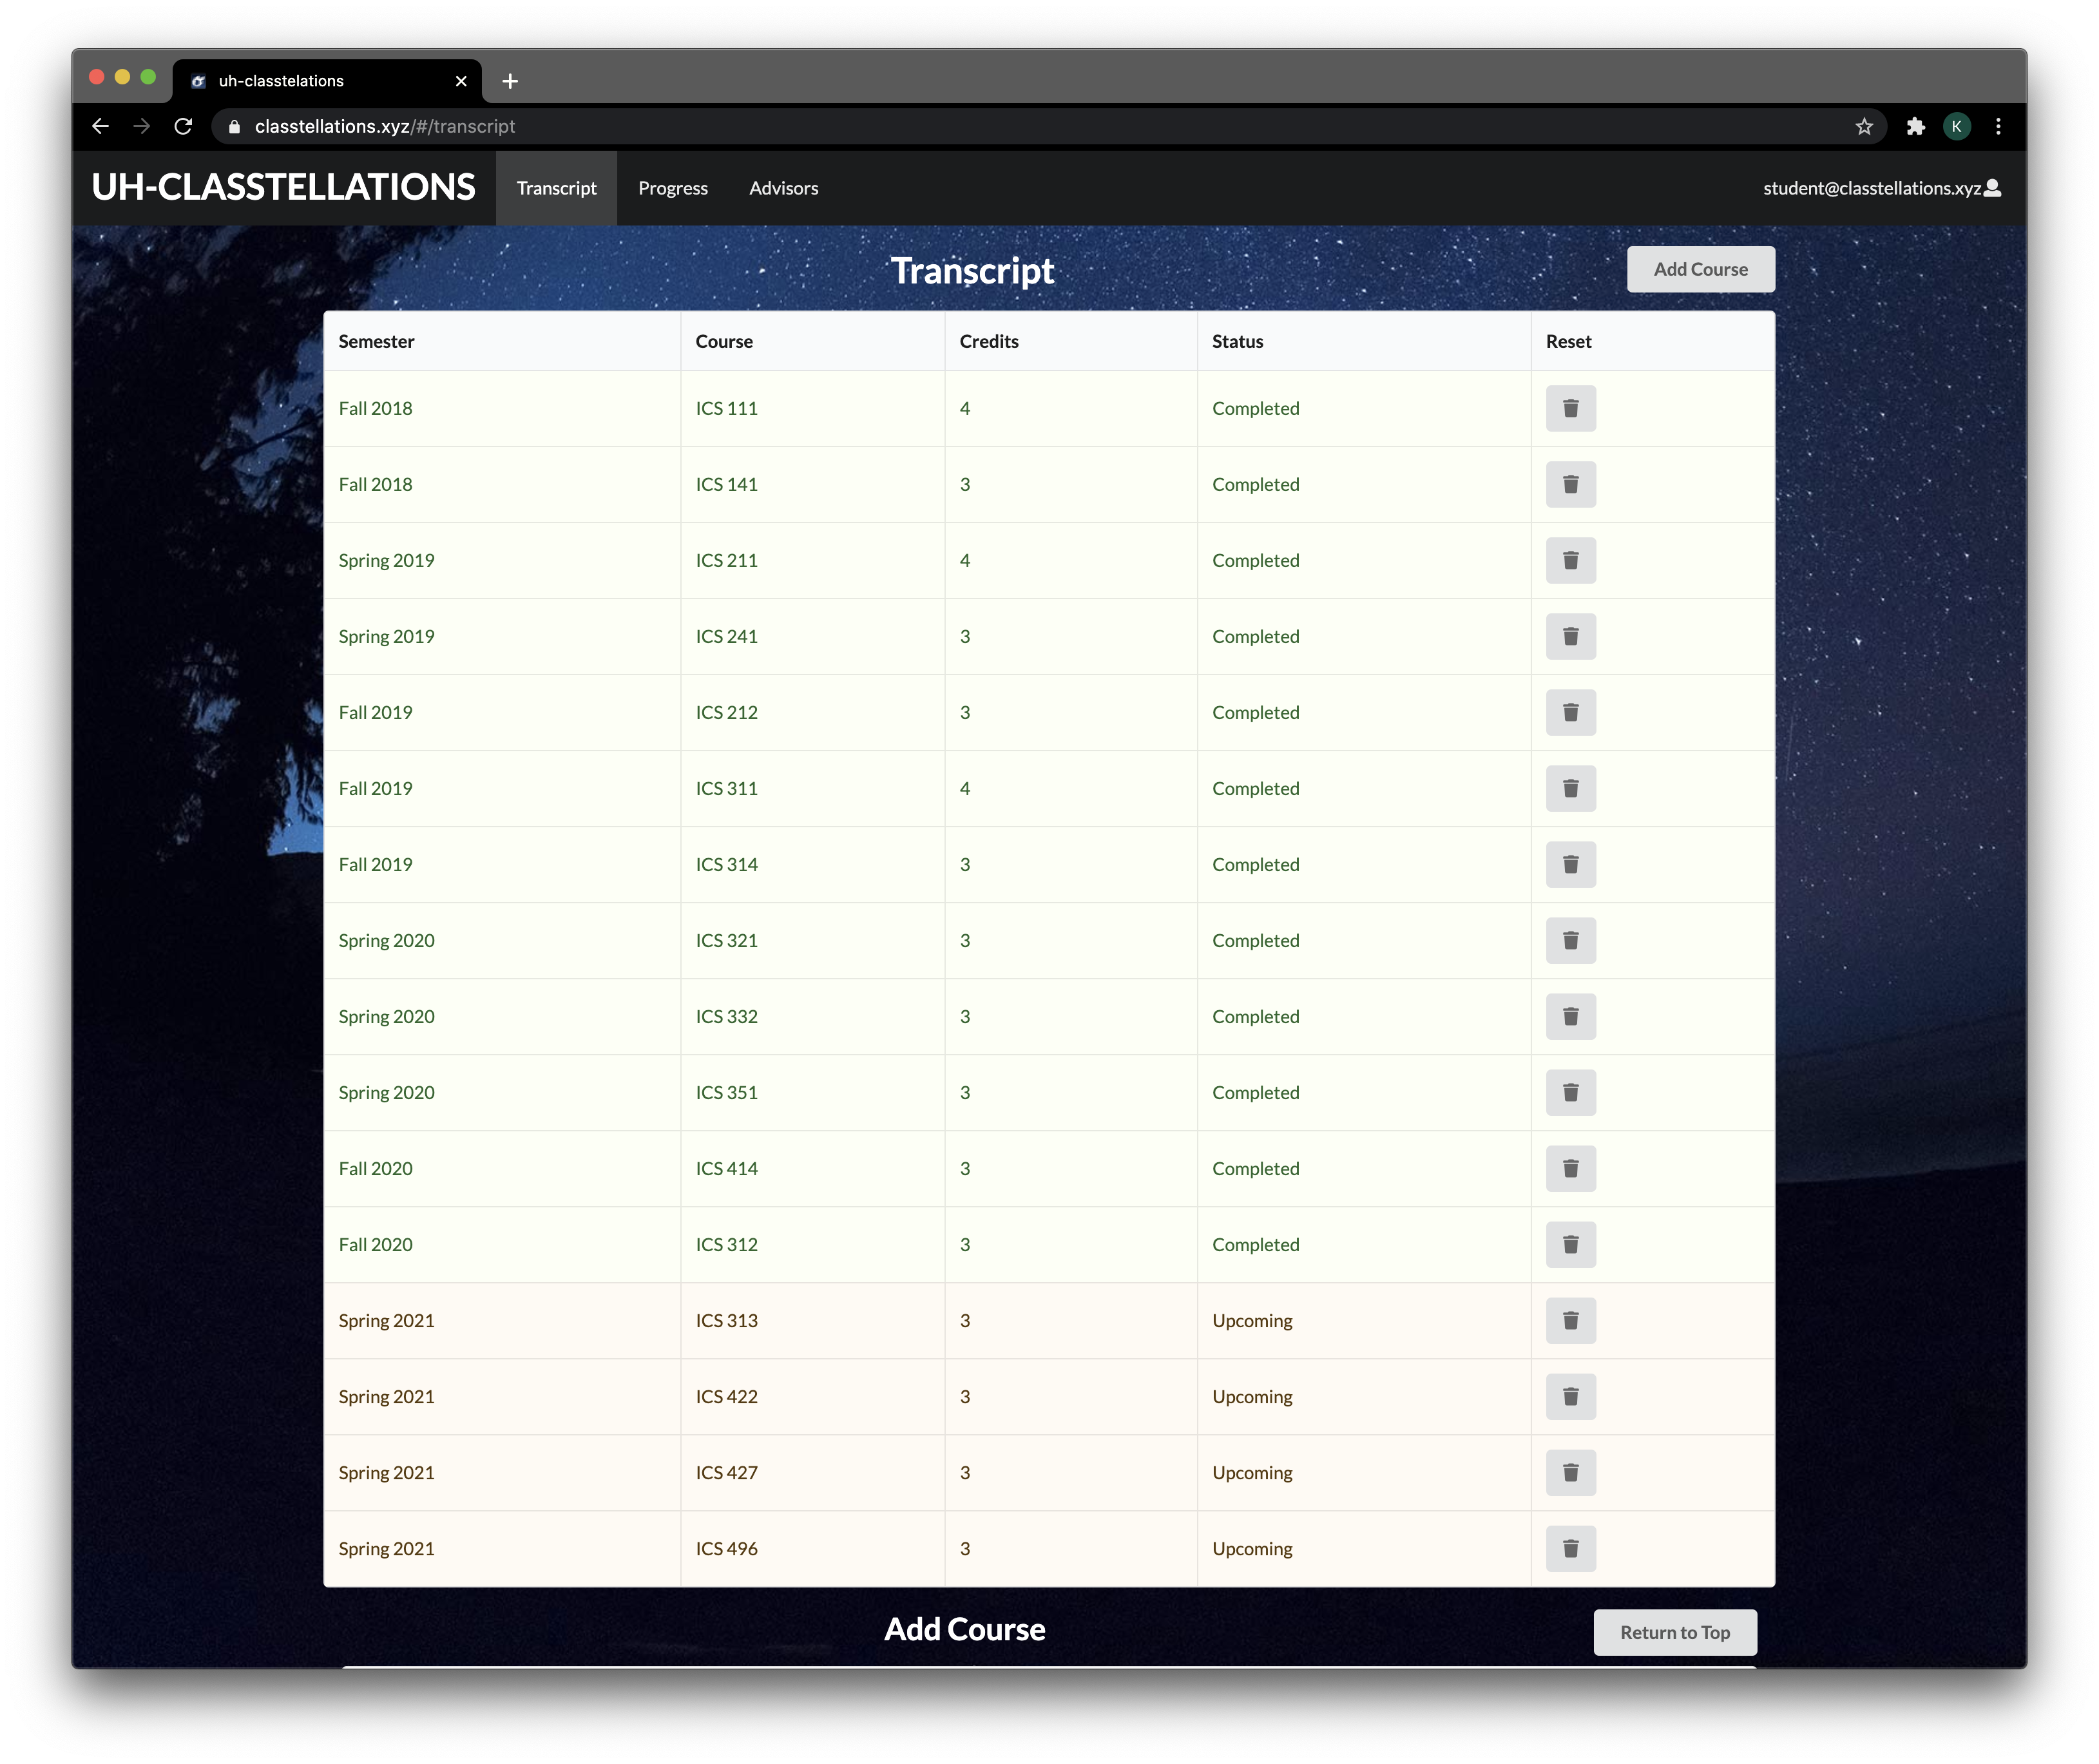 uh-classtelations
classtellations.xyz/#/transcript
K
UH-CLASSTELLATIONS Transcript Progress Advisors student@classtellations.xyz
Transcript Add Course
Semester Course Credits Status Reset
Fall 2018 ICS 111 4 Completed
Fall 2018 ICS 141 3 Completed
Spring 2019 ICS 211 4 Completed
Spring 2019 ICS 241 3 Completed
Fall 2019 ICS 212 3 Completed
Fall 2019 ICS 311 4 Completed
Fall 2019 ICS 314 3 Completed
Spring 2020 ICS 321 3 Completed
Spring 2020 ICS 332 3 Completed
Spring 2020 ICS 351 3 Completed
Fall 2020 ICS 414 3 Completed
Fall 2020 ICS 312 3 Completed
Spring 2021 ICS 313 3 Upcoming
Spring 2021 ICS 422 3 Upcoming
Spring 2021 ICS 427 3 Upcoming
Spring 2021 ICS 496 3 Upcoming
Add Course Return to Top